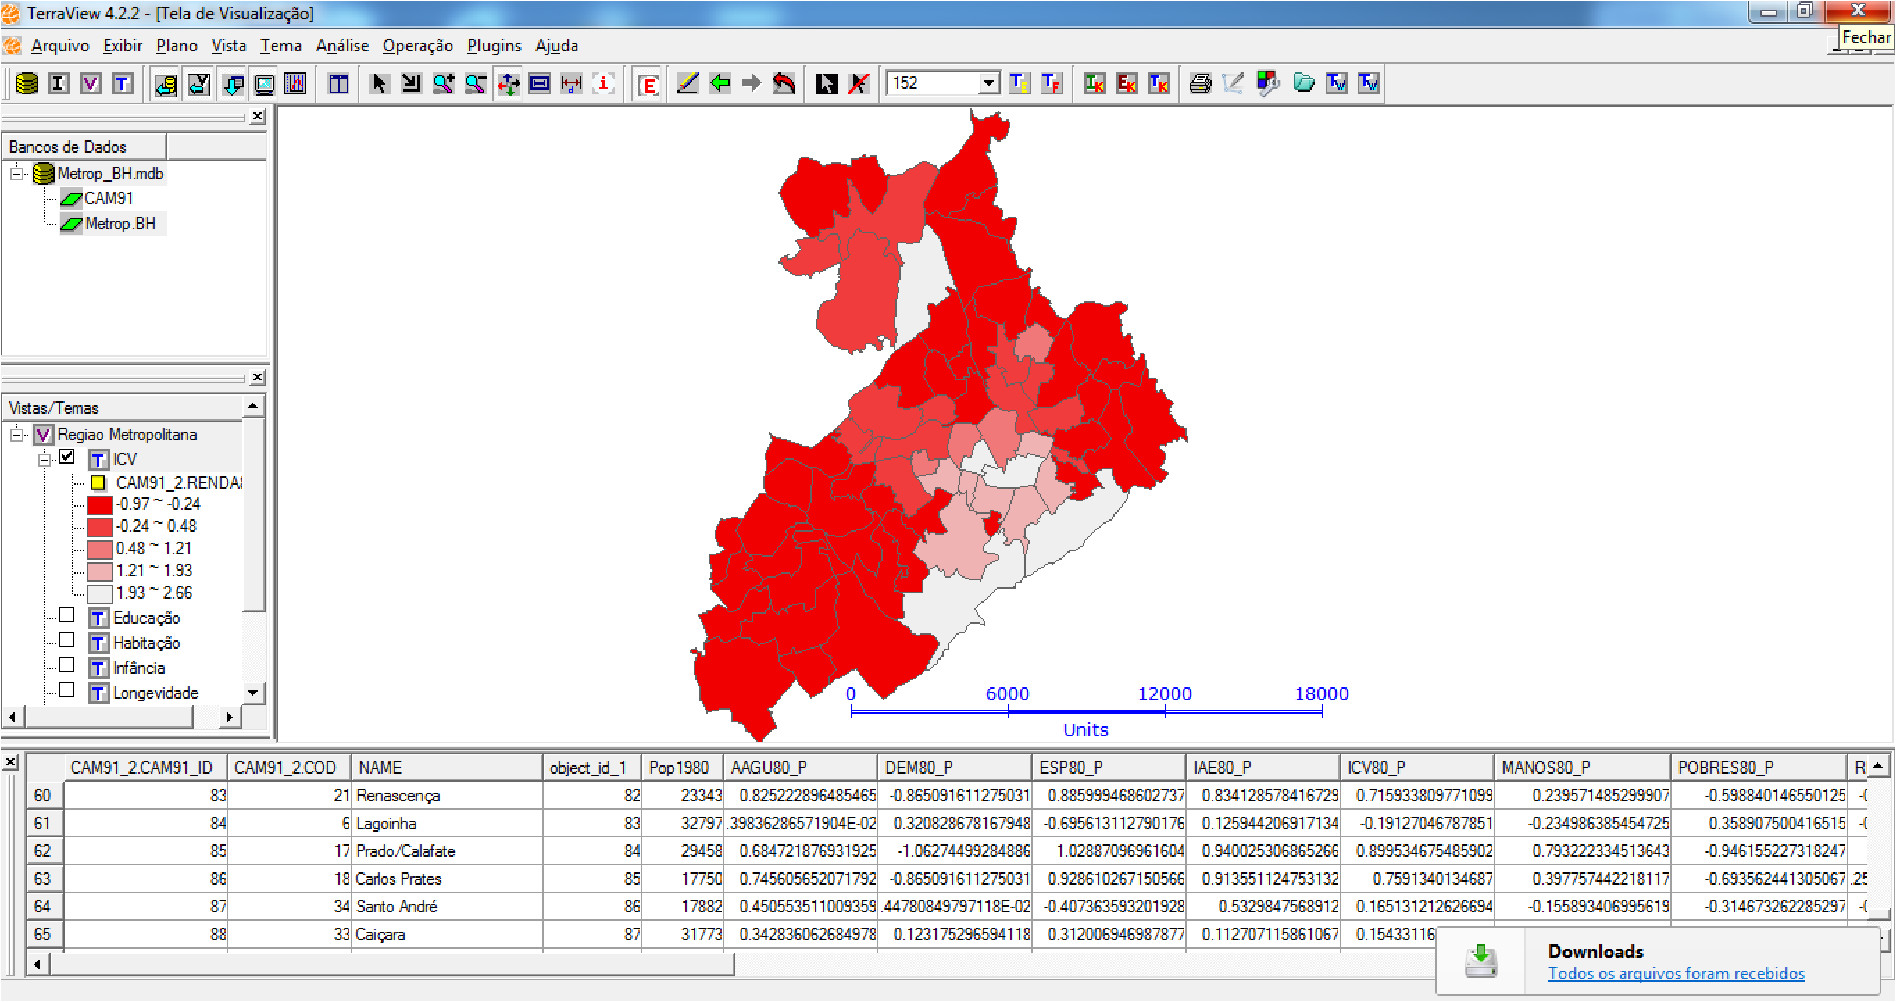 TerraView 4.2.2 - [Tela de Visualização]
Arquivo Exibir Plano Vista Tema Análise Operação Plugins Ajuda
Fechar
152
Bancos de Dados
Metrop_BH.mdb
CAM91
Metrop.BH
Vistas/Temas
Regiao Metropolitana
ICV
CAM91_2.RENDA
-0.97 ~ -0.24
-0.24 ~ 0.48
0.48 ~ 1.21
1.21 ~ 1.93
1.93 ~ 2.66
Educação
Habitação
Infância
Longevidade
0 6000 12000 18000
Units
CAM91_2.CAM91_ID CAM91_2.COD NAME object_id_1 Pop1980 AAGU80_P DEM80_P ESP80_P IAE80_P ICV80_P MANOS80_P POBRES80_P R
60 83 21 Renascença 82 23343 0.825222896485465 -0.865091611275031 0.885999468602737 0.834128578416729 0.715933809771099 0.239571485299907 -0.598840146550125 -0
61 84 6 Lagoinha 83 32797 .39836286571904E-02 0.320828678167948 -0.695613112790176 0.125944206917134 -0.19127046787851 -0.234986385454725 0.358907500416515 -0
62 85 17 Prado/Calafate 84 29458 0.684721876931925 -1.06274499284886 1.02887096961604 0.940025306865266 0.899534675485902 0.793222334513643 -0.946155227318247
63 86 18 Carlos Prates 85 17750 0.745605652071792 -0.865091611275031 0.928610267150566 0.913551124753132 0.7591340134687 0.397757442218117 -0.693562441305067 .25
64 87 34 Santo André 86 17882 0.450553511009359 .44780849797118E-02 -0.407363593201928 0.5329847568912 0.165131212626694 -0.155893406995619 -0.314673262285297 -0
65 88 33 Caiçara 87 31773 0.342836062684978 0.123175296594118 0.312006946987877 0.112707115861067 0.15433116
Downloads
Todos os arquivos foram recebidos